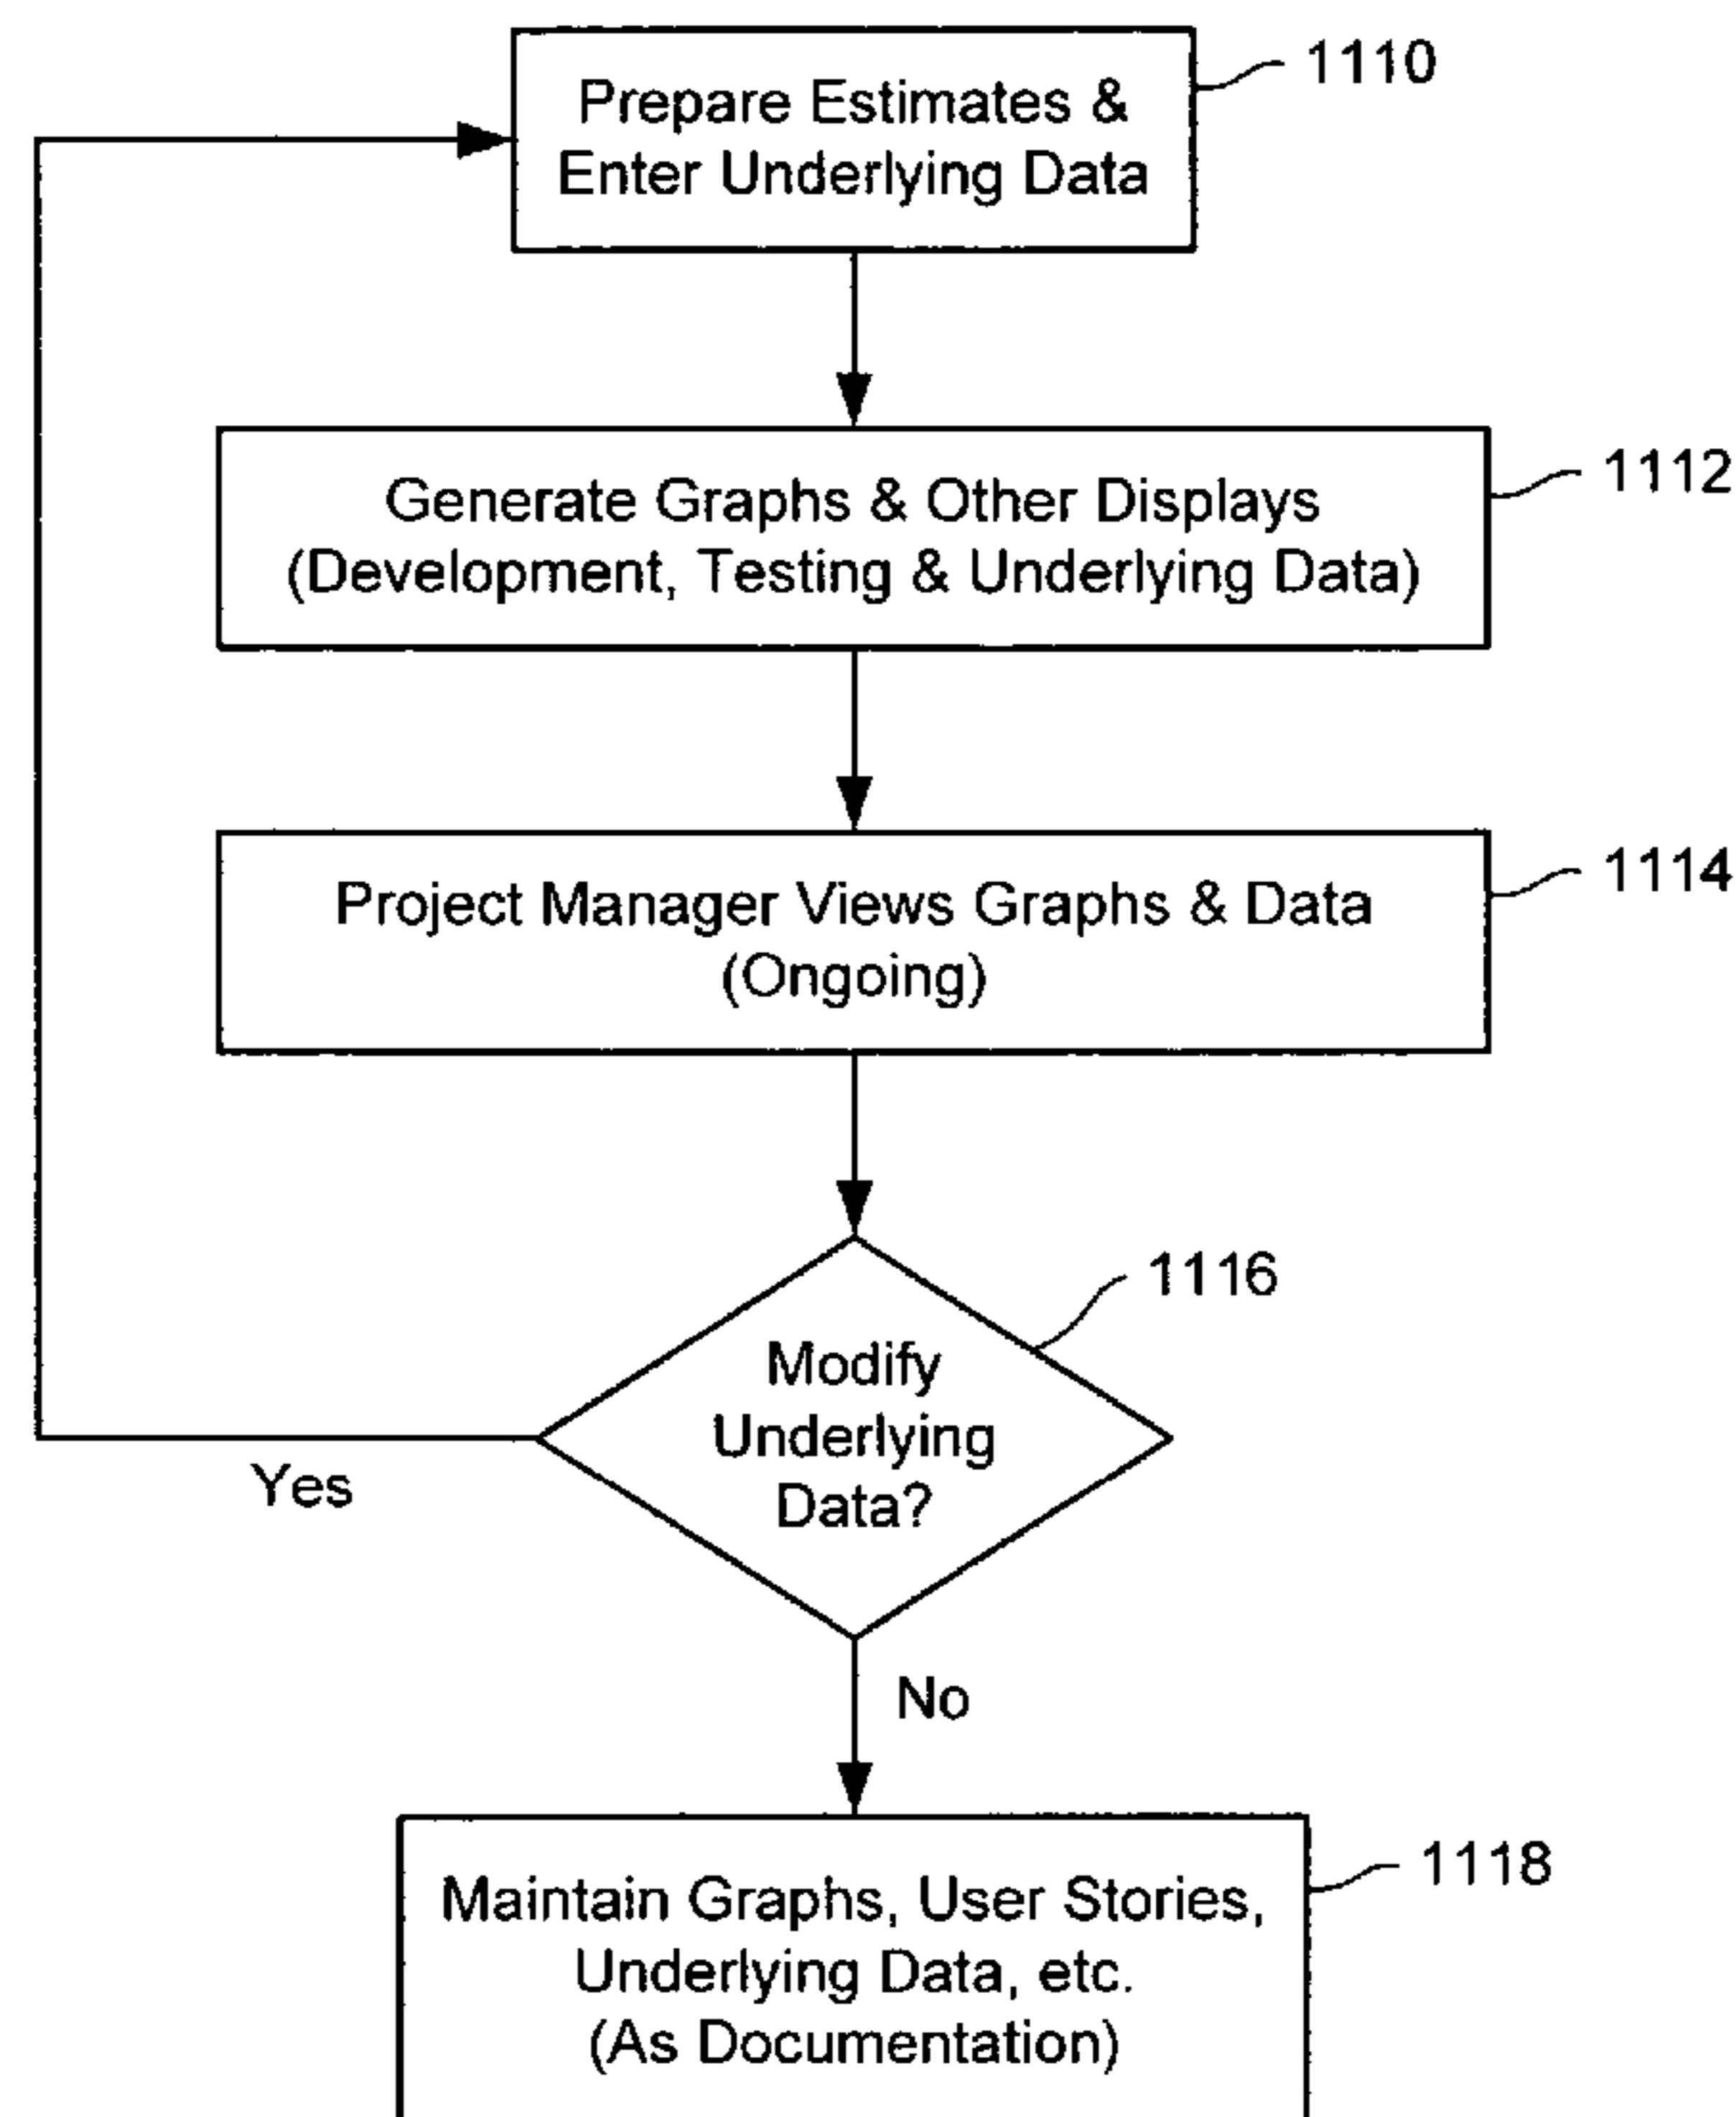 1110
Prepare Estimates &
Enter Underlying Data
1112
Generate Graphs & Other Displays
(Development, Testing & Underlying Data)
1114
Project Manager Views Graphs & Data
(Ongoing)
1116
Modify
Underlying
Data?
Yes
No
1118
Maintain Graphs, User Stories,
Underlying Data, etc.
(As Documentation)